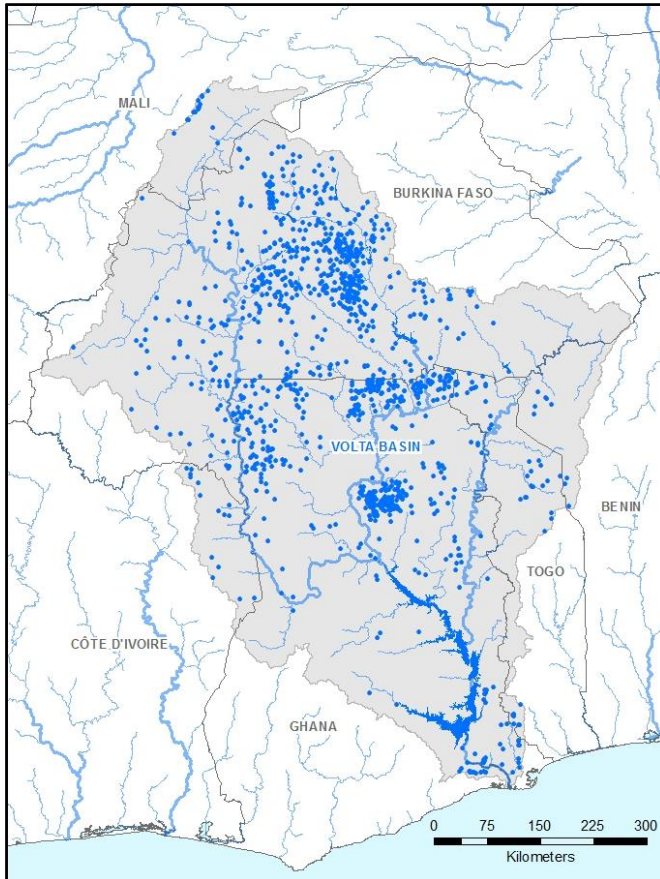 MALI
BURKINA FASO
VOLTA BASIN
BENIN
TOGO
CÔTE D'IVOIRE
GHANA
0 75 150 225 300
Kilometers